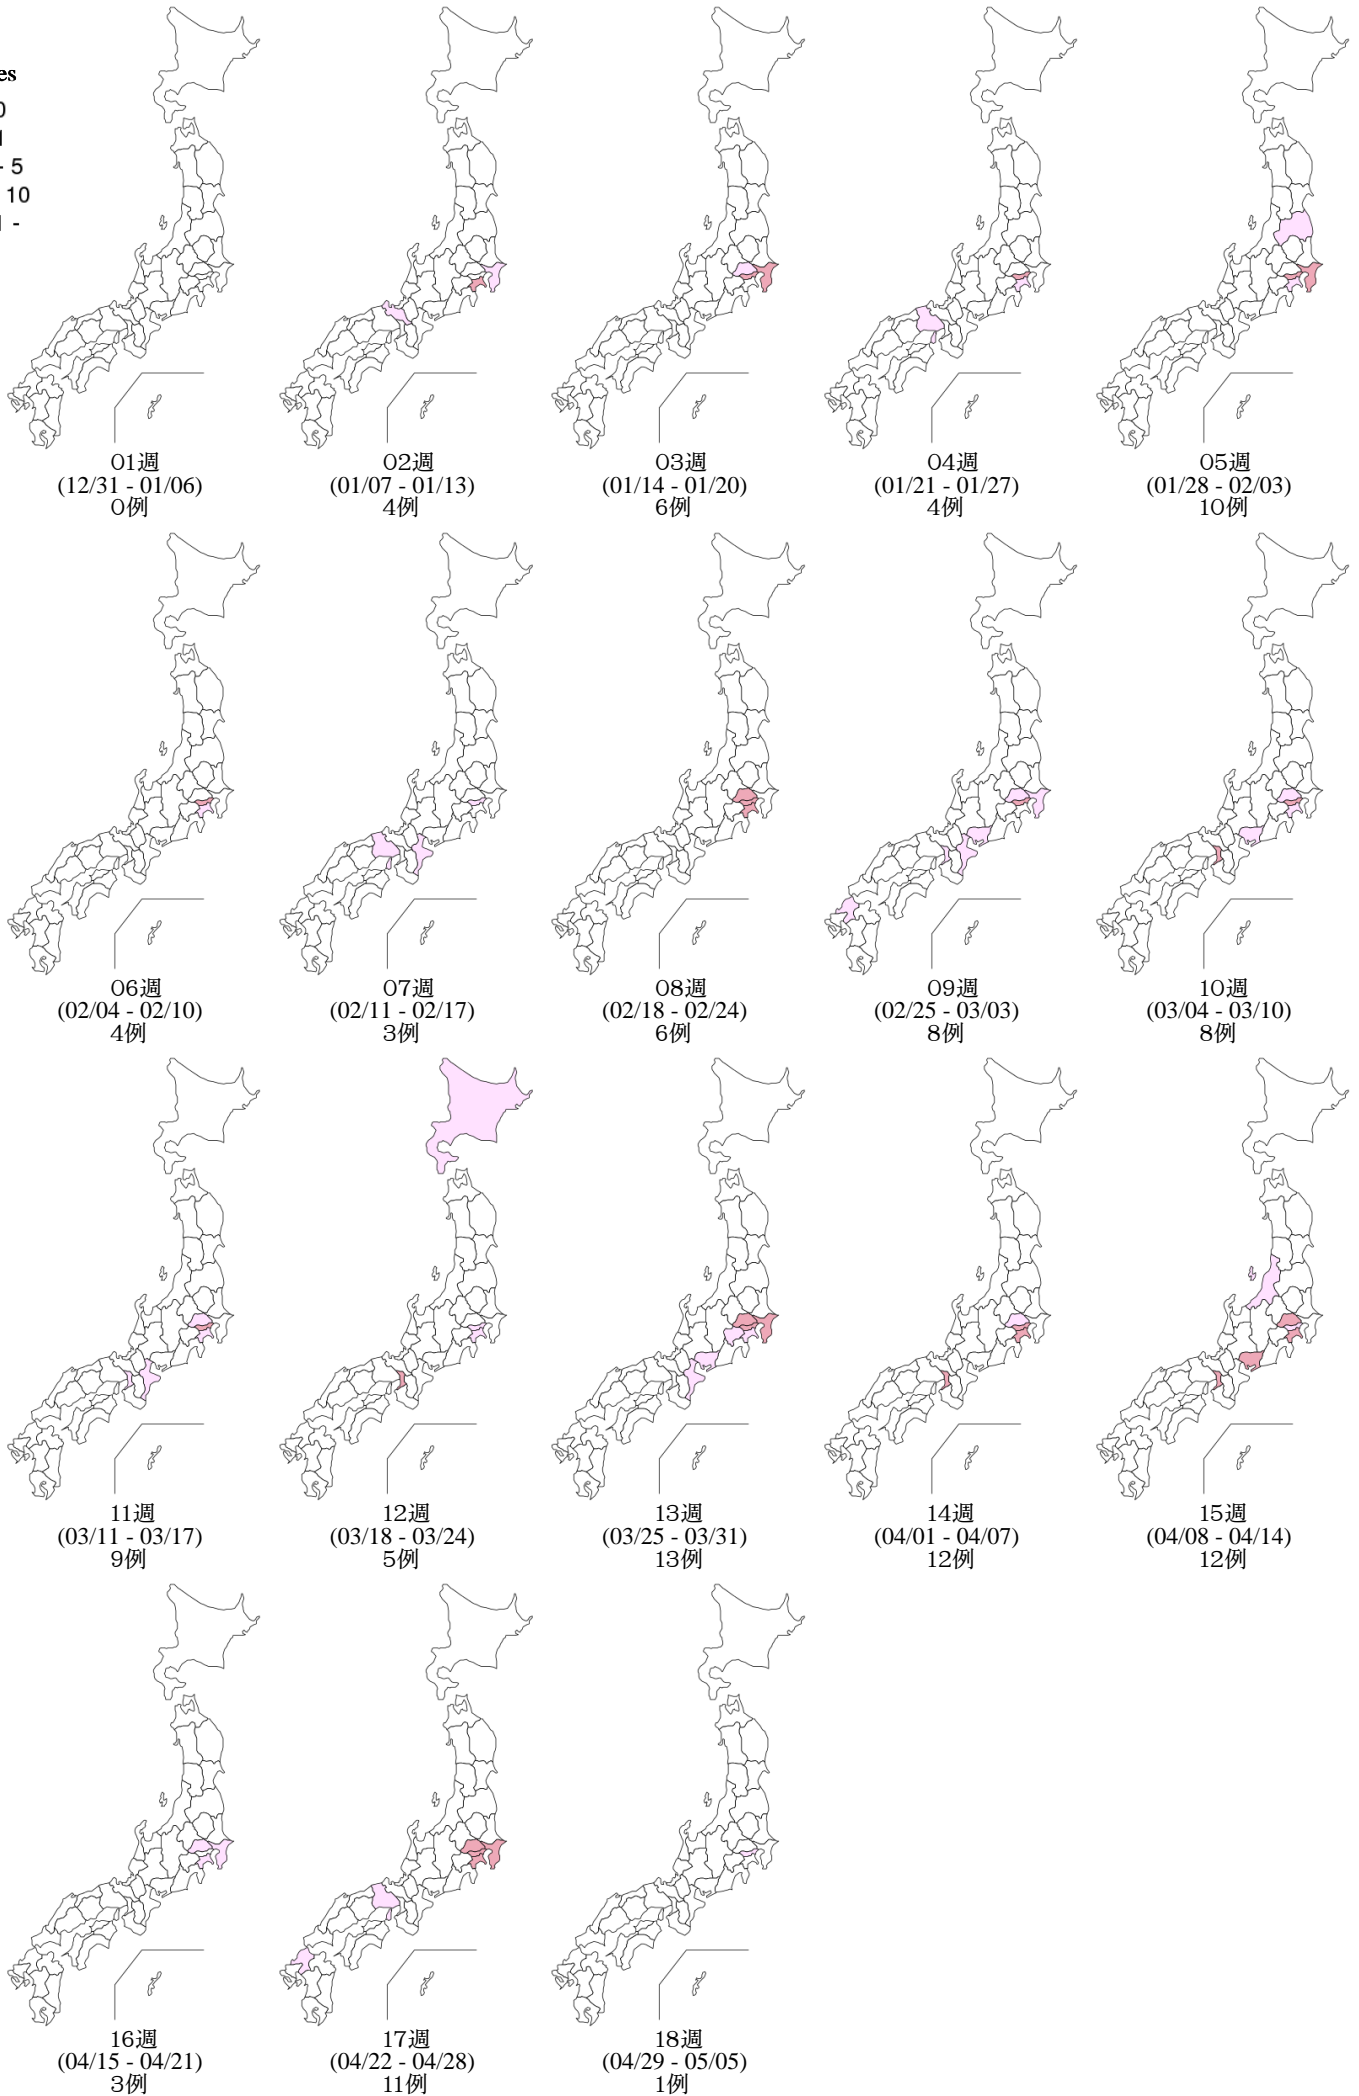 es
- 5
10
01週
(12/31 - 01/06)
0例
02週
(01/07 - 01/13)
4例
03週
(01/14 - 01/20)
6例
04週
(01/21 - 01/27)
4例
05週
(01/28 - 02/03)
10例
06週
(02/04 - 02/10)
4例
07週
(02/11 - 02/17)
3例
08週
(02/18 - 02/24)
6例
09週
(02/25 - 03/03)
8例
10週
(03/04 - 03/10)
8例
11週
(03/11 - 03/17)
9例
12週
(03/18 - 03/24)
5例
13週
(03/25 - 03/31)
13例
14週
(04/01 - 04/07)
12例
15週
(04/08 - 04/14)
12例
16週
(04/15 - 04/21)
3例
17週
(04/22 - 04/28)
11例
18週
(04/29 - 05/05)
1例